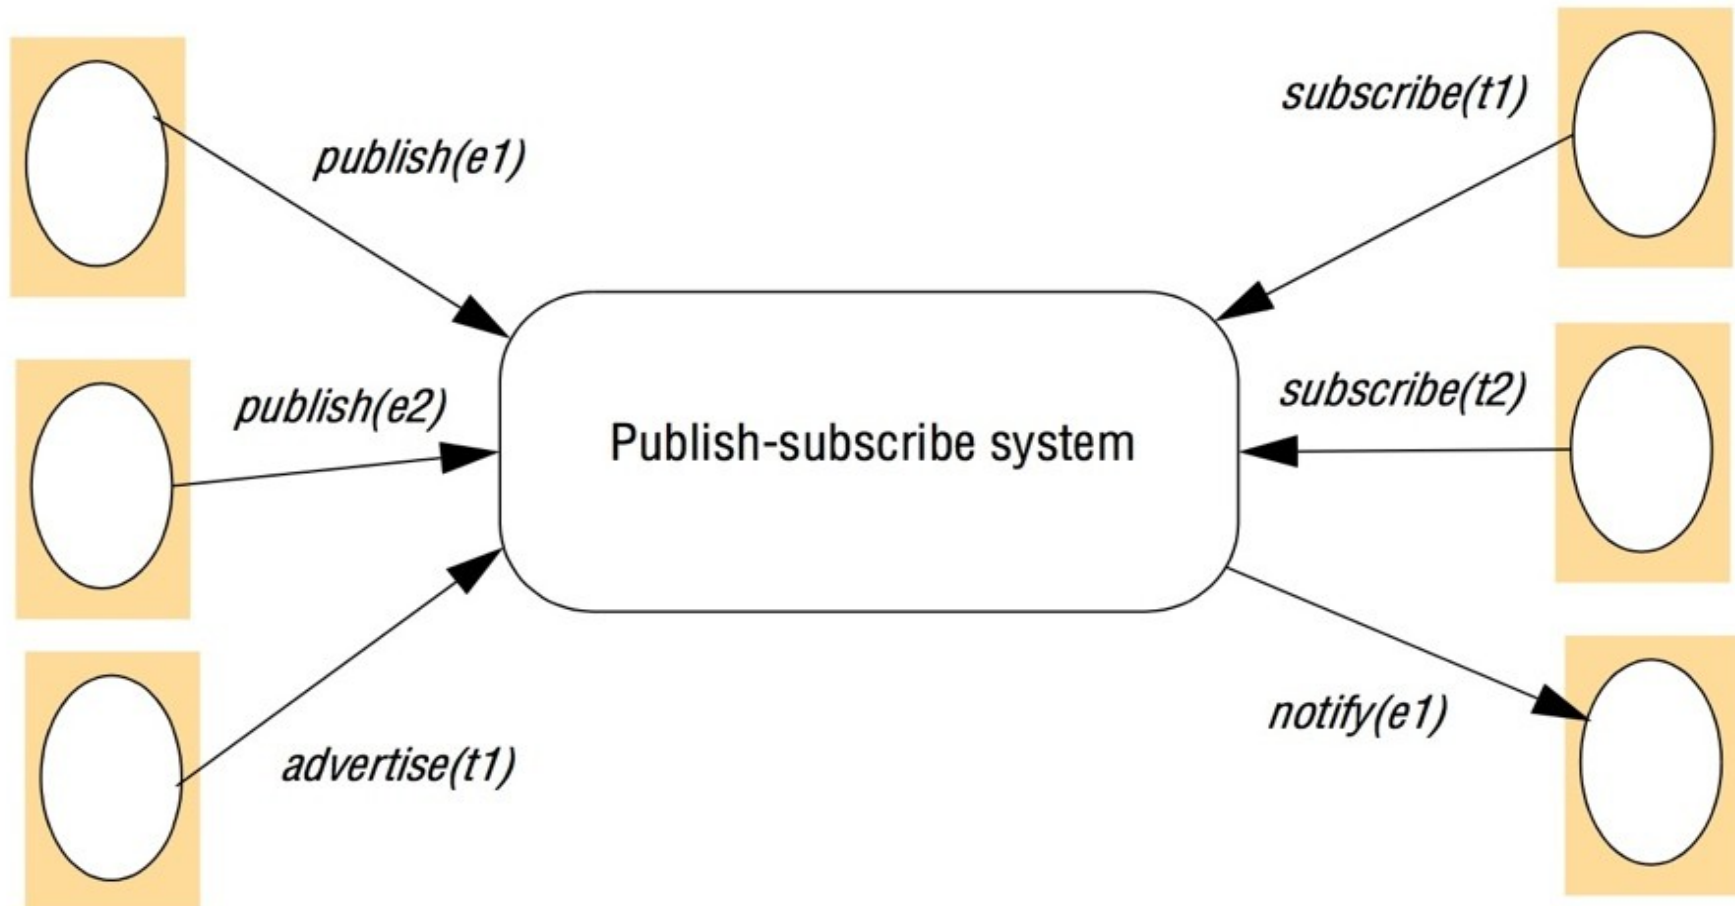 publish(e1)
subscribe(t1)
publish(e2)
subscribe(t2)
Publish-subscribe system
advertise(t1)
notify(e1)